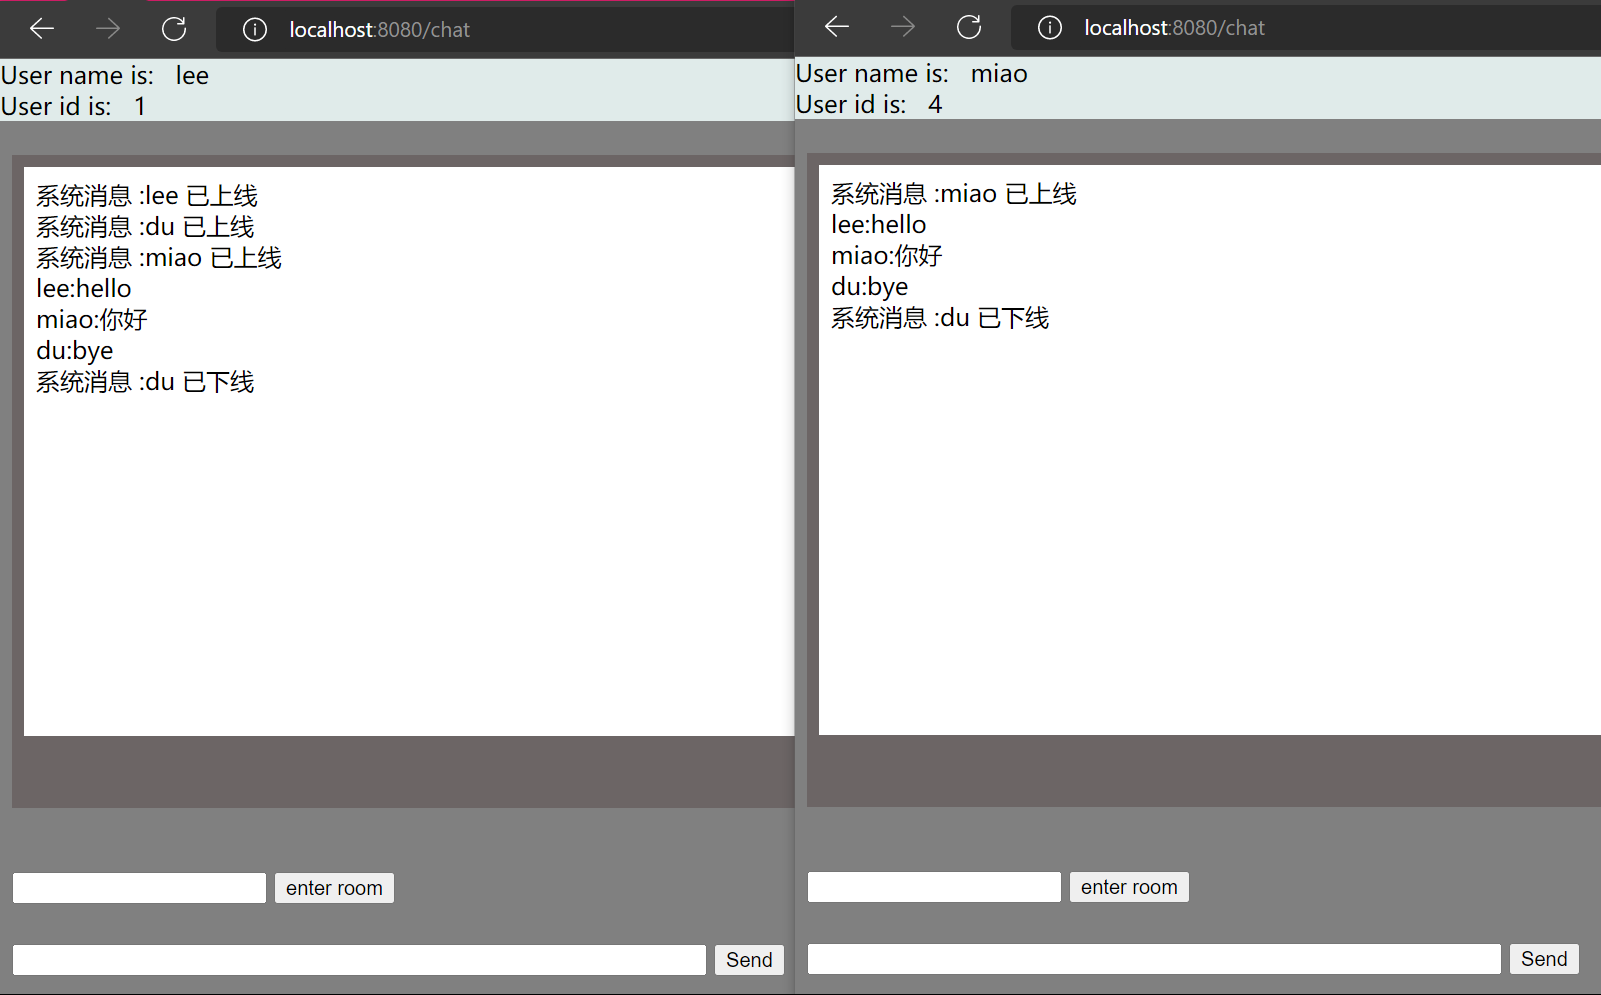 localhost:8080/chat
User name is: lee
User id is: 1
系统消息 :lee 已上线
系统消息 :du 已上线
系统消息 :miao 已上线
lee:hello
miao:你好
du:bye
系统消息 :du 已下线
enter room
Send
localhost:8080/chat
User name is: miao
User id is: 4
系统消息 :miao 已上线
lee:hello
miao:你好
du:bye
系统消息 :du 已下线
enter room
Send